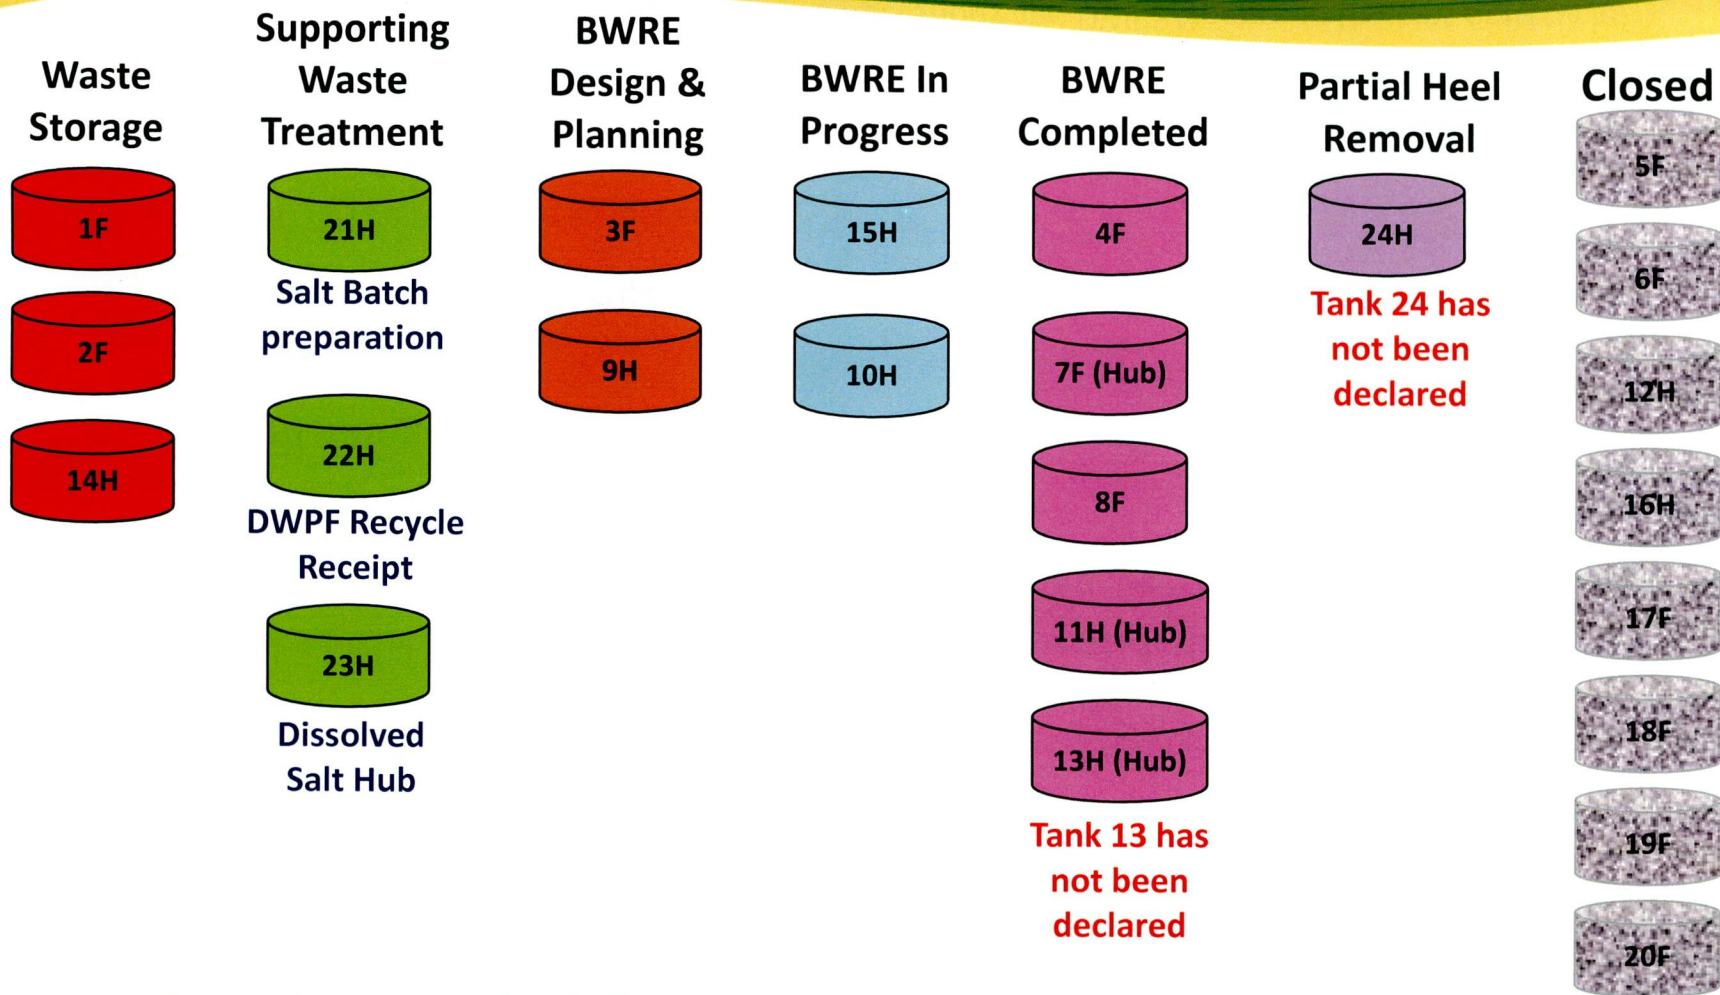 Waste
Storage
1F
2F
14H
Supporting
Waste
Treatment
21H
Salt Batch
preparation
22H
DWPF Recycle
Receipt
23H
Dissolved
Salt Hub
BWRE
Design &
Planning
3F
9H
BWRE In
Progress
15H
10H
BWRE
Completed
4F
7F (Hub)
8F
11H (Hub)
13H (Hub)
Tank 13 has
not been
declared
Partial Heel
Removal
24H
Tank 24 has
not been
declared
Closed
5F
6F
12H
16H
17F
18F
19F
20F